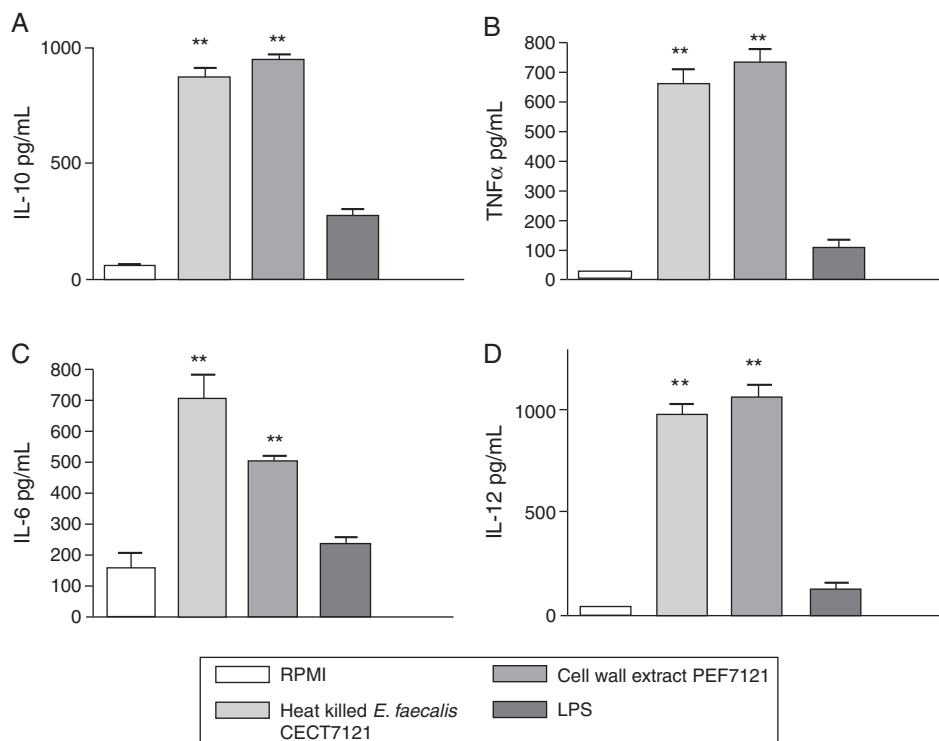 A
1000
500
0
IL-10 pg/mL
**
**
B
800
700
600
500
400
300
200
100
0
TNFα pg/mL
**
**
C
800
700
600
500
400
300
200
100
0
IL-6 pg/mL
**
**
D
1000
500
0
IL-12 pg/mL
**
**
RPMI
Heat killed E. faecalis
CECT7121
Cell wall extract PEF7121
LPS